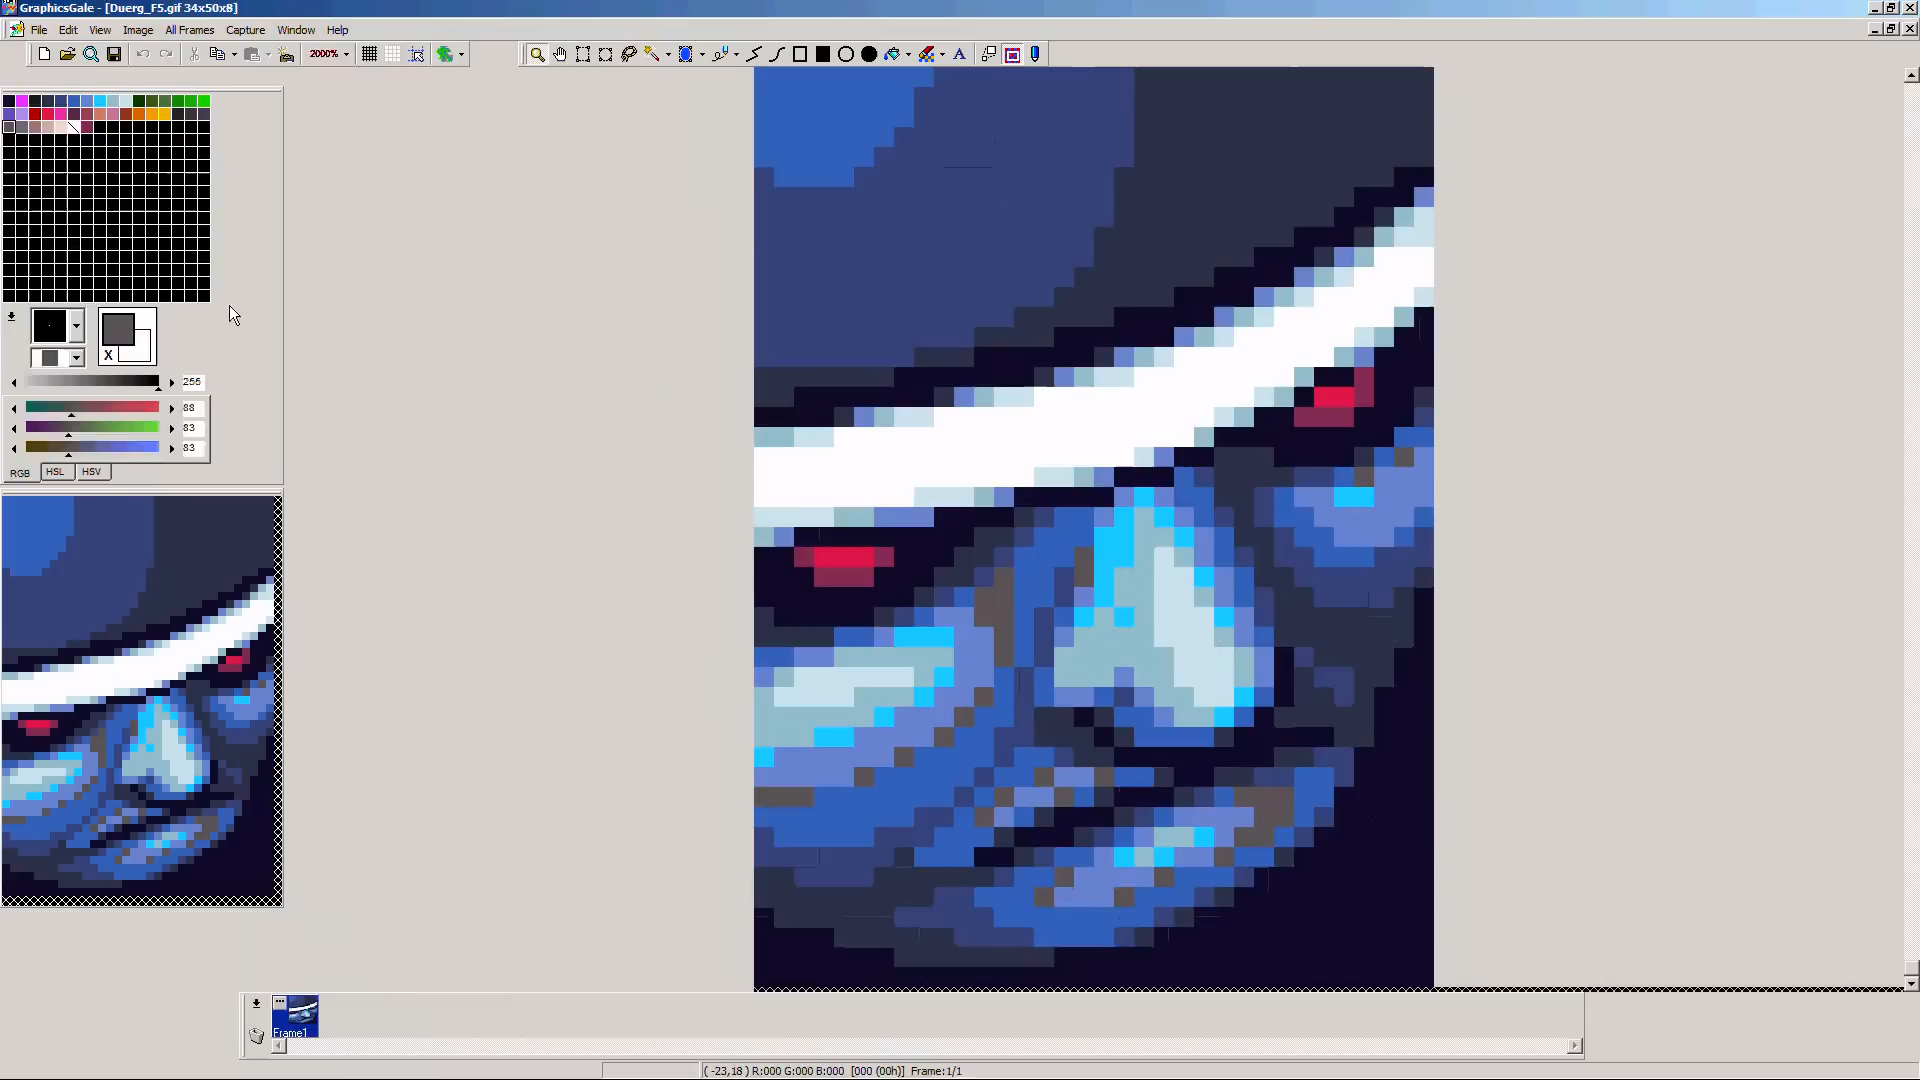 GraphicsGale - [Duerg_F5.gif 34x50x8]
File Edit View Image All Frames Capture Window Help
2000%
A
X
255
88
83
83
RGB HSL HSV
Frame1
( -23,18 ) R:000 G:000 B:000 [000 (00h)] Frame:1/1